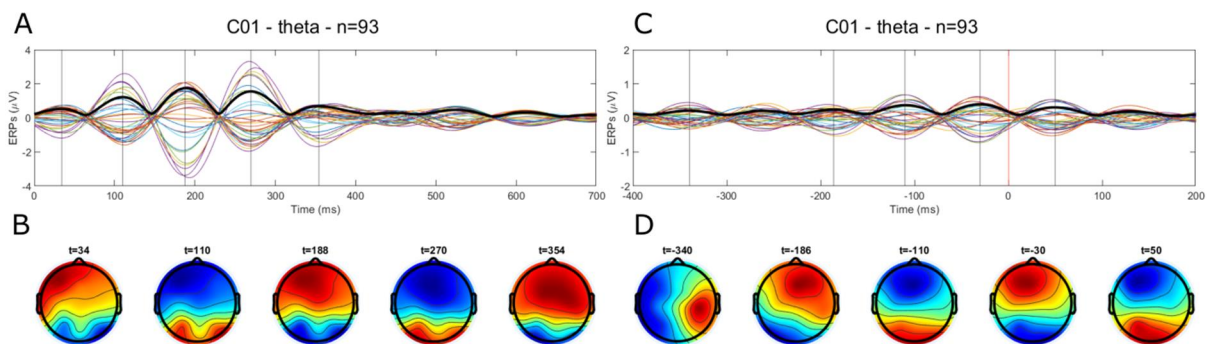 A
C01 - theta - n=93
4
2
0
-2
-4
ERPs (μV)
0 100 200 300 400 500 600 700
Time (ms)
B
t=34 t=110 t=188 t=270 t=354
C
C01 - theta - n=93
2
1
0
-1
-2
ERPs (μV)
-400 -300 -200 -100 0 100 200
Time (ms)
D
t=-340 t=-186 t=-110 t=-30 t=50